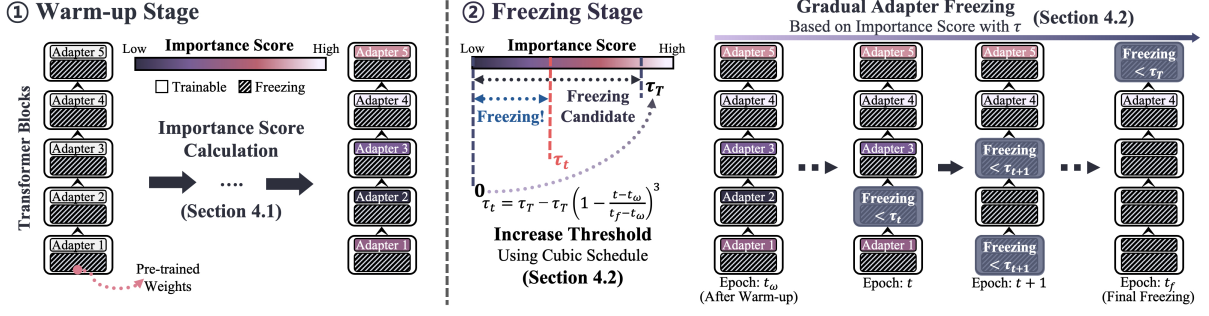 ① Warm-up Stage
Transformer Blocks
Adapter 5
Adapter 4
Adapter 3
Adapter 2
Adapter 1
Low
Importance Score
High
Trainable
Freezing
Importance Score
Calculation
....
(Section 4.1)
Pre-trained
Weights
Adapter 5
Adapter 4
Adapter 3
Adapter 2
Adapter 1
② Freezing Stage
Low
Importance Score
High
τ_T
Freezing!
Freezing
Candidate
τ_t
0
τ_t = τ_T − τ_T (1 − (t−t_ω)/(t_f−t_ω))^3
Increase Threshold
Using Cubic Schedule
(Section 4.2)
Gradual Adapter Freezing
Based on Importance Score with τ
(Section 4.2)
Adapter 5
Adapter 4
Adapter 3
Adapter 2
Adapter 1
Epoch: t_ω
(After Warm-up)
Adapter 5
Adapter 4
Adapter 3
Freezing
< τ_t
Adapter 1
Epoch: t
Adapter 5
Adapter 4
Freezing
< τ_{t+1}
Freezing
< τ_{t+1}
Epoch: t + 1
Freezing
< τ_T
Adapter 4
Epoch: t_f
(Final Freezing)